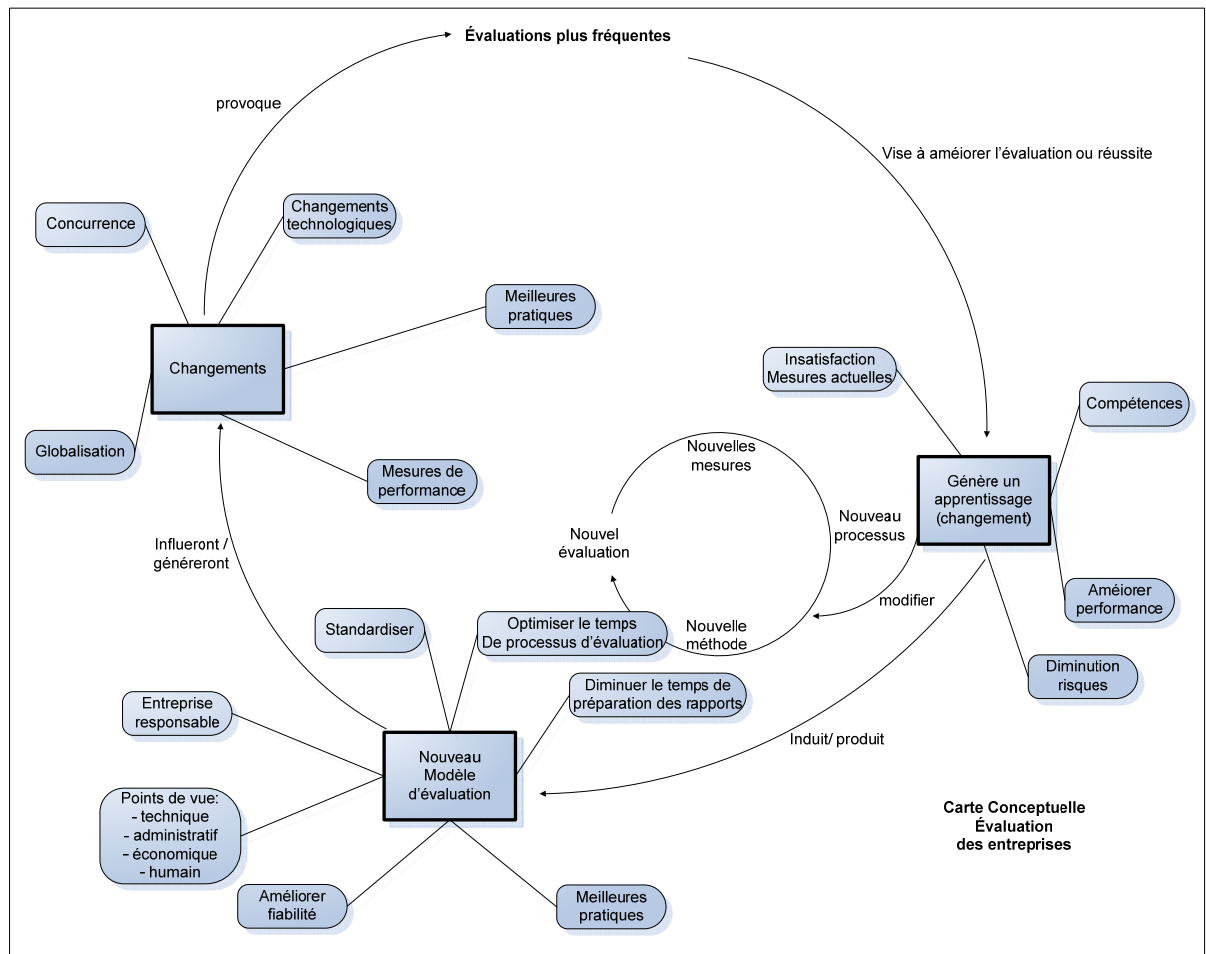 Évaluations plus fréquentes
provoque
Vise à améiorer l'évaluation ou réussite
Changements
technologiques
Concurrence
Meilleures
pratiques
Changements
Insatisfaction
Mesures actuelles
Compétences
Globalisation
Mesures de
performance
Nouvelles
mesures
Génère un
apprentissage
(changement)
Nouveau
processus
Nouvel
évaluation
Influeront /
généreront
modifier
Améiorer
performance
Standardiser
Optimiser le temps
De processus d'évaluation
Nouvelle
méthode
Diminution
risques
Diminuer le temps de
préparation des rapports
Entreprise
responsable
Induit/ produit
Nouveau
Modèle
d'évaluation
Points de vue:
- technique
- administratif
- économique
- humain
Carte Conceptuelle
Évaluation
des entreprises
Améliorer
fiabilité
Meilleures
pratiques